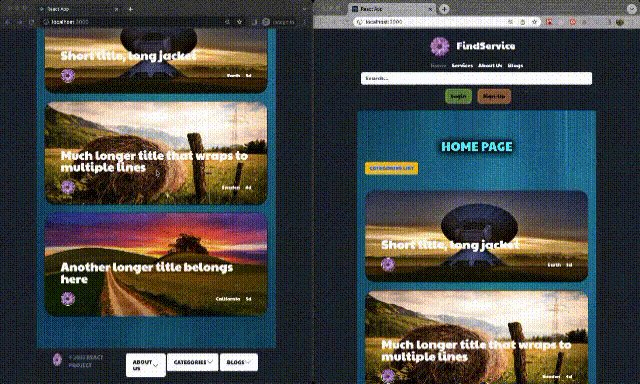 React App
localhost:3000
Short title, long jacket
Earth 5d
Much longer title that wraps to
multiple lines
Sweden 4d
Another longer title belongs
here
California 5d
© 2023 REACT
PROJECT
ABOUT
US
CATEGORIES
BLOGS
React App
localhost:3000
FindService
Home Services About Us Blogs
Search...
Login Sign Up
HOME PAGE
CATEGORIES LIST
Short title, long jacket
Earth 5d
Much longer title that wraps to
multiple lines
Sweden 4d